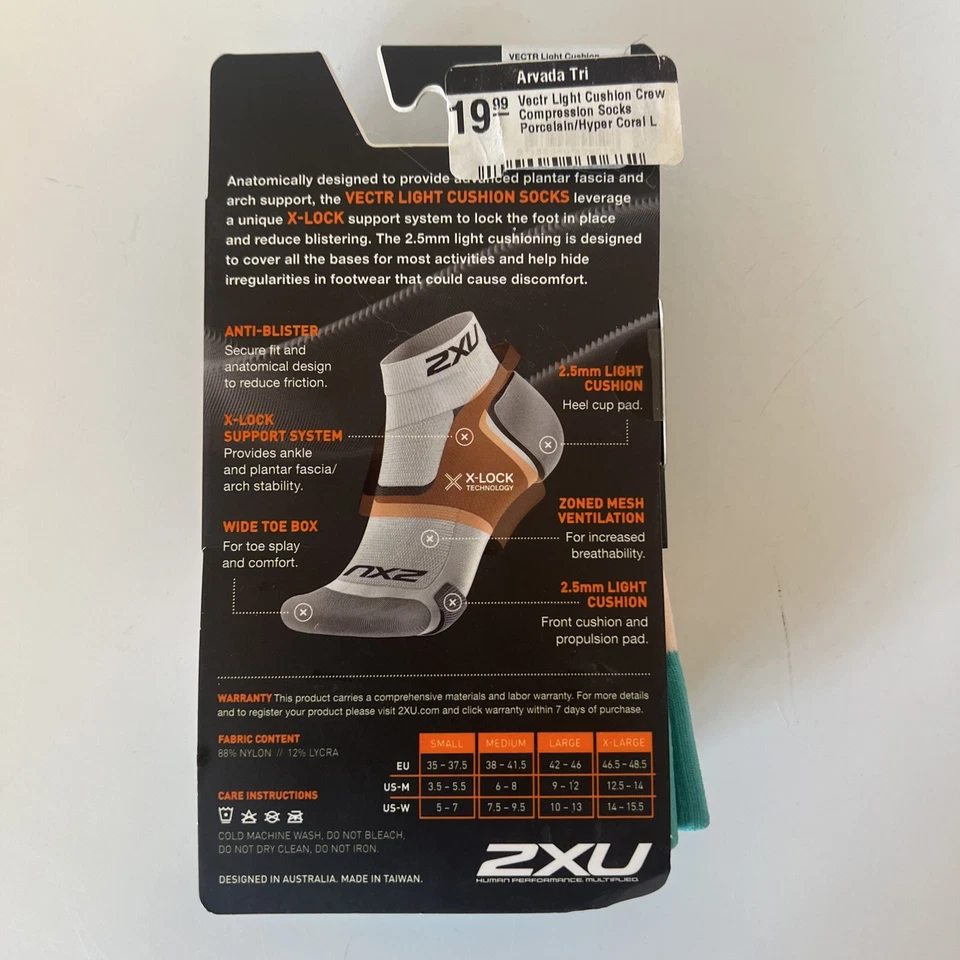 VECTR Light Cushion
Arvada Tri
19 99
Vectr Light Cushion Crew
Compression Socks
Porcelain/Hyper Coral L
Anatomically designed to provide advanced plantar fascia and
arch support, the VECTR LIGHT CUSHION SOCKS leverage
a unique X-LOCK support system to lock the foot in place
and reduce blistering. The 2.5mm light cushioning is designed
to cover all the bases for most activities and help hide
irregularities in footwear that could cause discomfort.
ANTI-BLISTER
Secure fit and
anatomical design
to reduce friction.
X-LOCK
SUPPORT SYSTEM
Provides ankle
and plantar fascia/
arch stability.
WIDE TOE BOX
For toe splay
and comfort.
2XU
X-LOCK
TECHNOLOGY
2XU
2.5mm LIGHT
CUSHION
Heel cup pad.
ZONED MESH
VENTILATION
For increased
breathability.
2.5mm LIGHT
CUSHION
Front cushion and
propulsion pad.
WARRANTY This product carries a comprehensive materials and labor warranty. For more details
and to register your product please visit 2XU.com and click warranty within 7 days of purchase.
FABRIC CONTENT
88% NYLON // 12% LYCRA
CARE INSTRUCTIONS
COLD MACHINE WASH, DO NOT BLEACH,
DO NOT DRY CLEAN, DO NOT IRON.
DESIGNED IN AUSTRALIA. MADE IN TAIWAN.
SMALL MEDIUM LARGE X-LARGE
EU 35 – 37.5 38 – 41.5 42 – 46 46.5 – 48.5
US-M 3.5 – 5.5 6 – 8 9 – 12 12.5 – 14
US-W 5 – 7 7.5 – 9.5 10 – 13 14 – 15.5
2XU
HUMAN PERFORMANCE. MULTIPLIED.